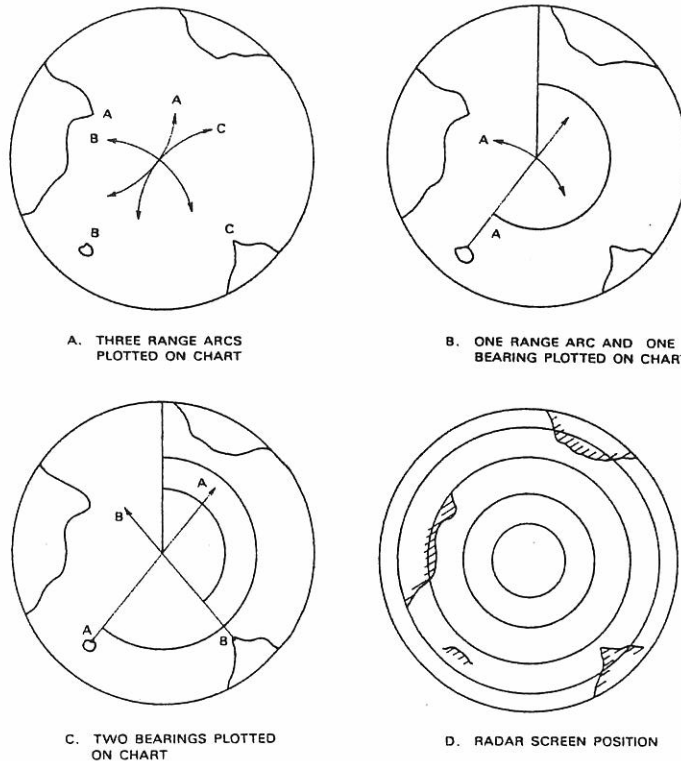 A
A
B
C
B
C
A. THREE RANGE ARCS
PLOTTED ON CHART
A
A
B. ONE RANGE ARC AND ONE
BEARING PLOTTED ON CHART
A
B
A
B
C. TWO BEARINGS PLOTTED
ON CHART
D. RADAR SCREEN POSITION